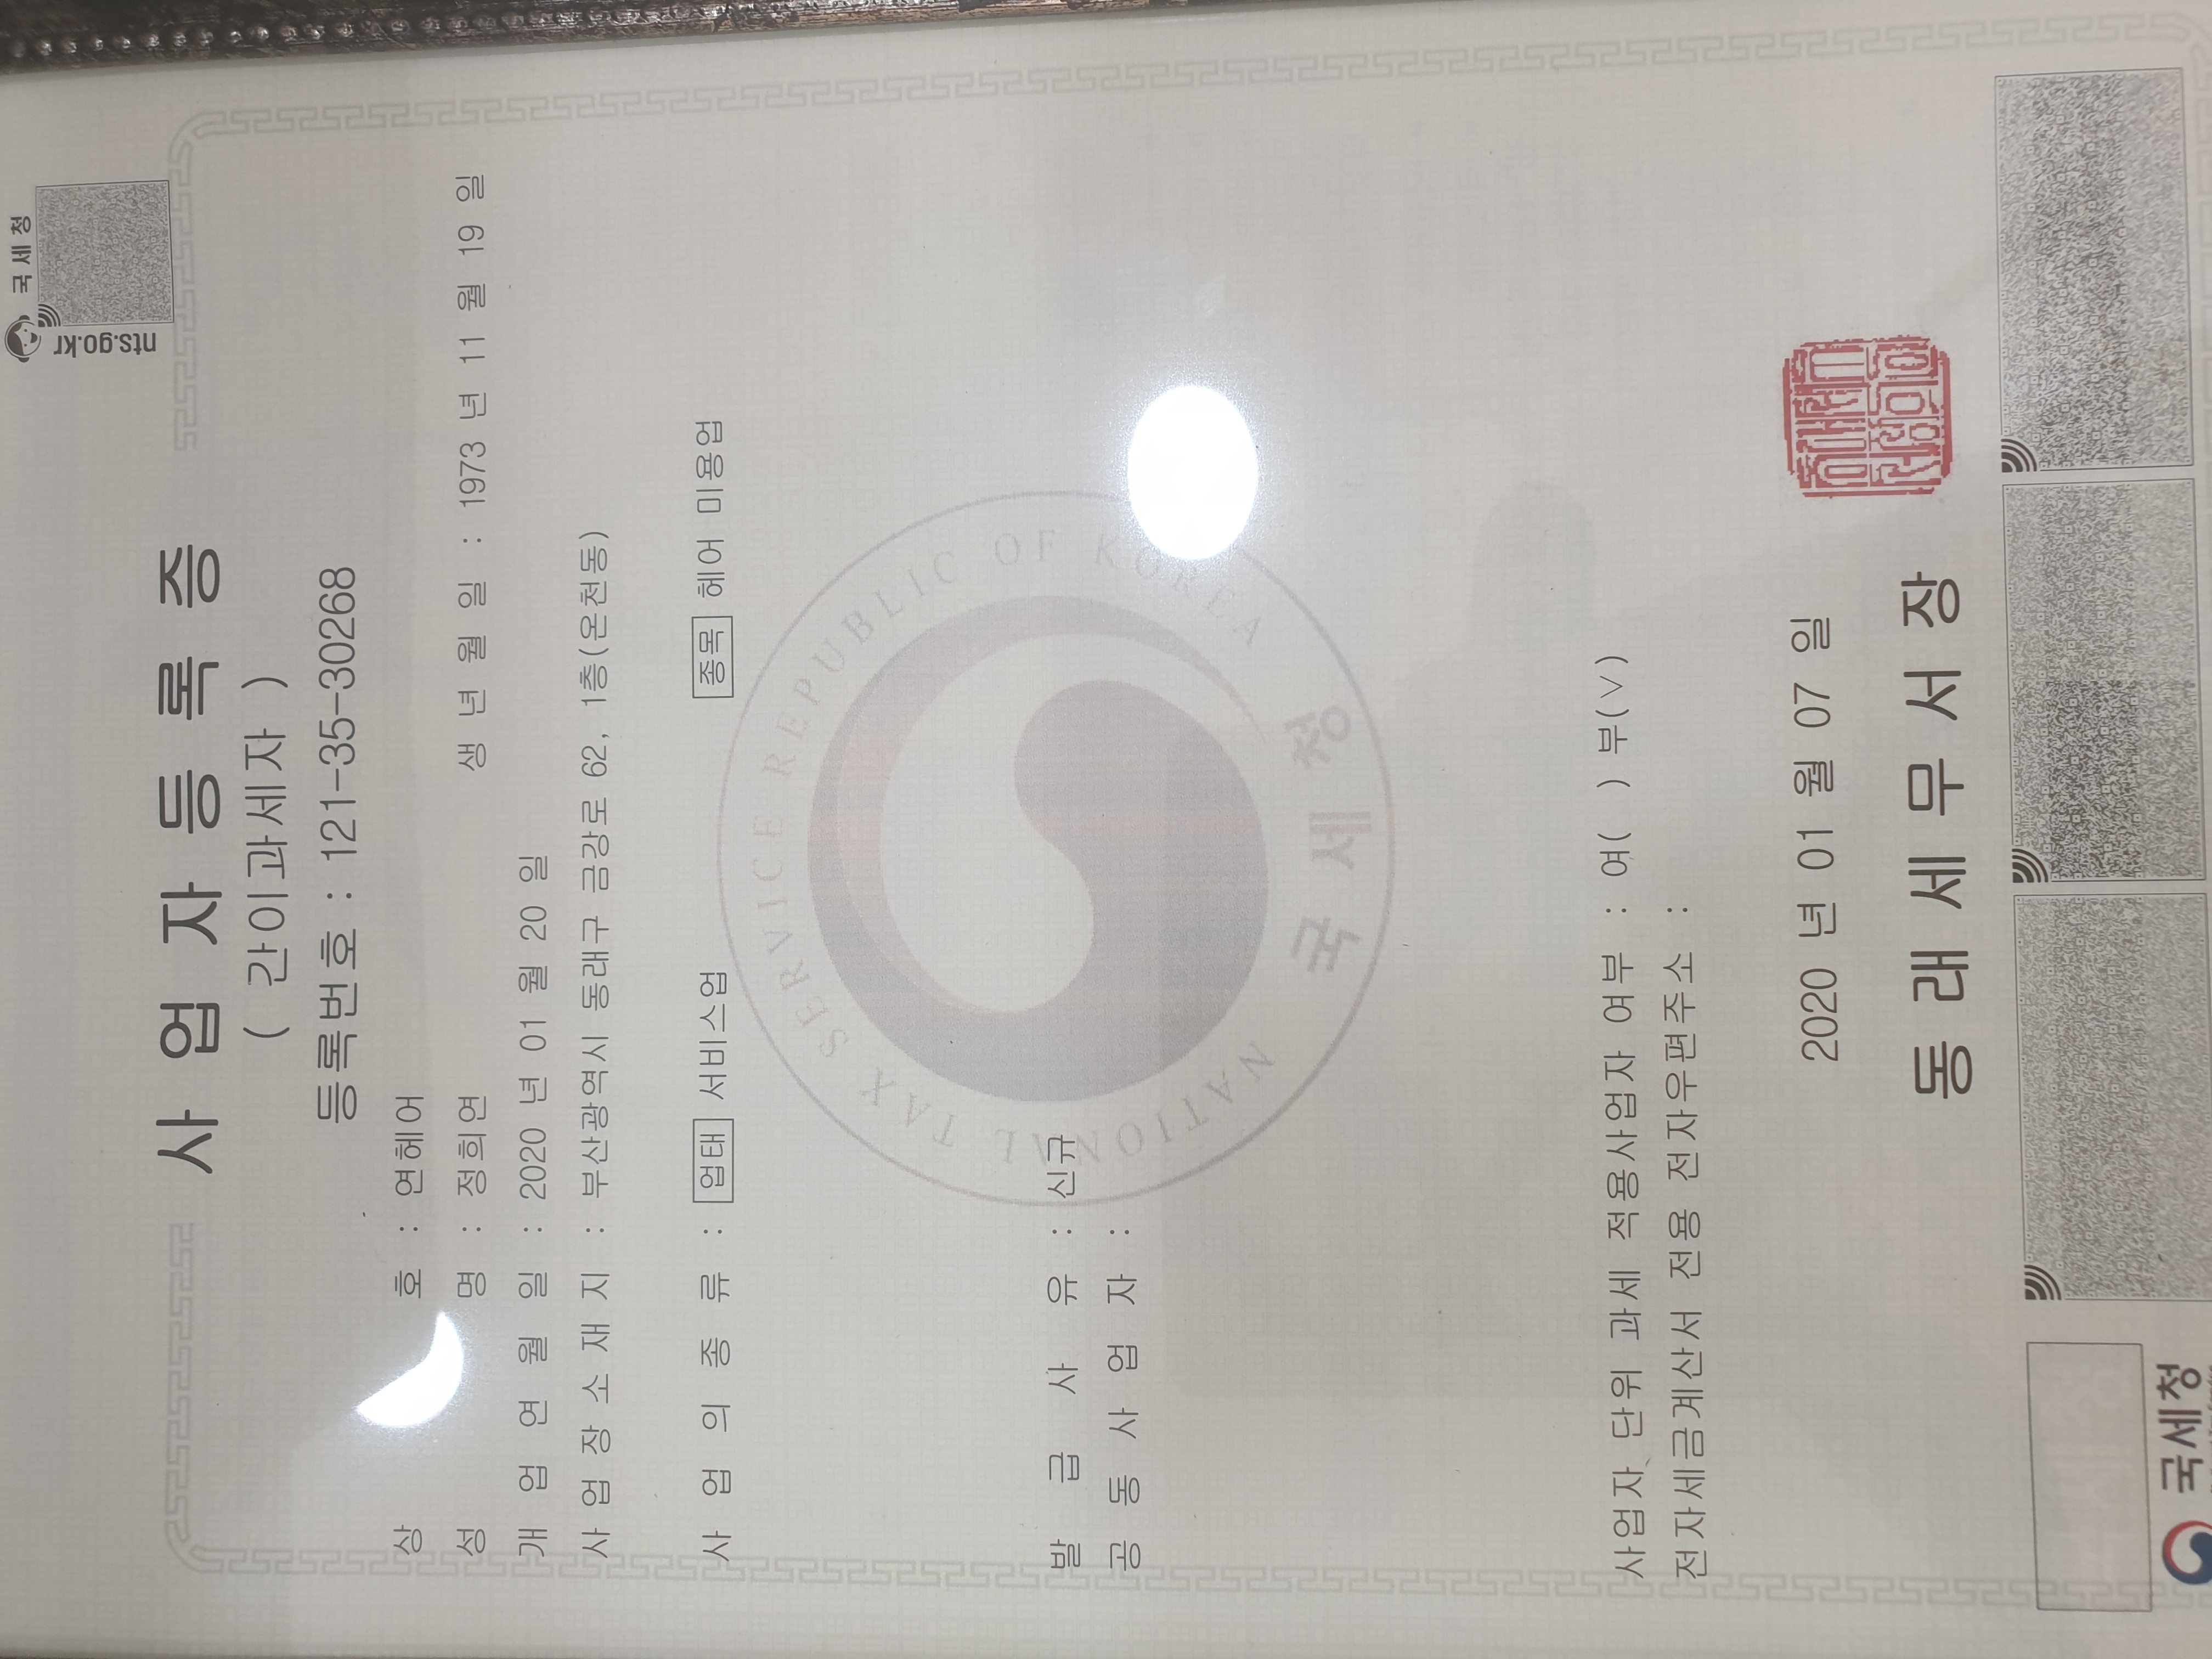 국세청
nts.go.kr
사업자등록증
( 간이과세자 )
등록번호 : 121-35-30268
상 호 : 연헤어
성 명 : 정희연 생 년 월 일 : 1973 년 11 월 19 일
개 업 연 월 일 : 2020 년 01 월 20 일
사 업 장 소 재 지 : 부산광역시 동래구 금강로 62, 1층(온천동)
사 업 의 종 류 : 업태 서비스업 종목 헤어 미용업
NATIONAL TAX SERVICE REPUBLIC OF KOREA
국세청
발 급 사 유 : 신규
공 동 사 업 자 :
사업자 단위 과세 적용사업자 여부 : 여( ) 부(∨)
전자세금계산서 전용 전자우편주소 :
2020 년 01 월 07 일
동래세무서장
국세청